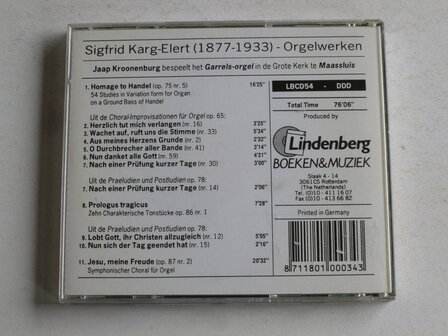 Sigfrid Karg-Elert (1877-1933) - Orgelwerken
Jaap Kroonenburg bespeelt het Garrels-orgel in de Grote Kerk te Maassluis
1. Homage to Handel (op. 75 nr. 5) 16'25"
54 Studies in Variation form for Organ
on a Ground Bass of Handel
Uit de Choral-Improvisationen für Orgel op. 65:
2. Herzlich tut mich verlangen (nr. 16) 3'25"
3. Wachet auf, ruft uns die Stimme (nr. 33) 5'34"
4. Aus meines Herzens Grunde (nr. 2) 2'32"
5. O Durchbrecher aller Bande (nr. 41) 3'14"
6. Nun danket alle Gott (nr. 59) 4'21"
7. Nach einer Prüfung kurzer Tage (nr. 30) 3'00"
Uit de Praeludien und Postludien op. 78:
7. Nach einer Prüfung kurzer Tage (nr. 14) 2'06"
8. Prologus tragicus 7'28"
Zehn Charakterische Tonstücke op. 86 nr. 1
Uit de Praeludien und Postludien op. 78:
9. Lobt Gott, ihr Christen allzugleich (nr. 12) 5'05"
10. Nun sich der Tag geendet hat (nr. 15) 2'16"
11. Jesu, meine Freude (op. 87 nr. 2) 20'32"
Symphonischer Choral für Orgel
LBCD54 - DDD
Total Time 76'06"
Produced by
Lindenberg
BOEKEN&MUZIEK
Slaak 4 - 14
3061CS Rotterdam
(The Netherlands)
Tel (0)10 - 411 16 07
Fax (0)10 - 413 66 82
Printed in Germany
8 711801 000343